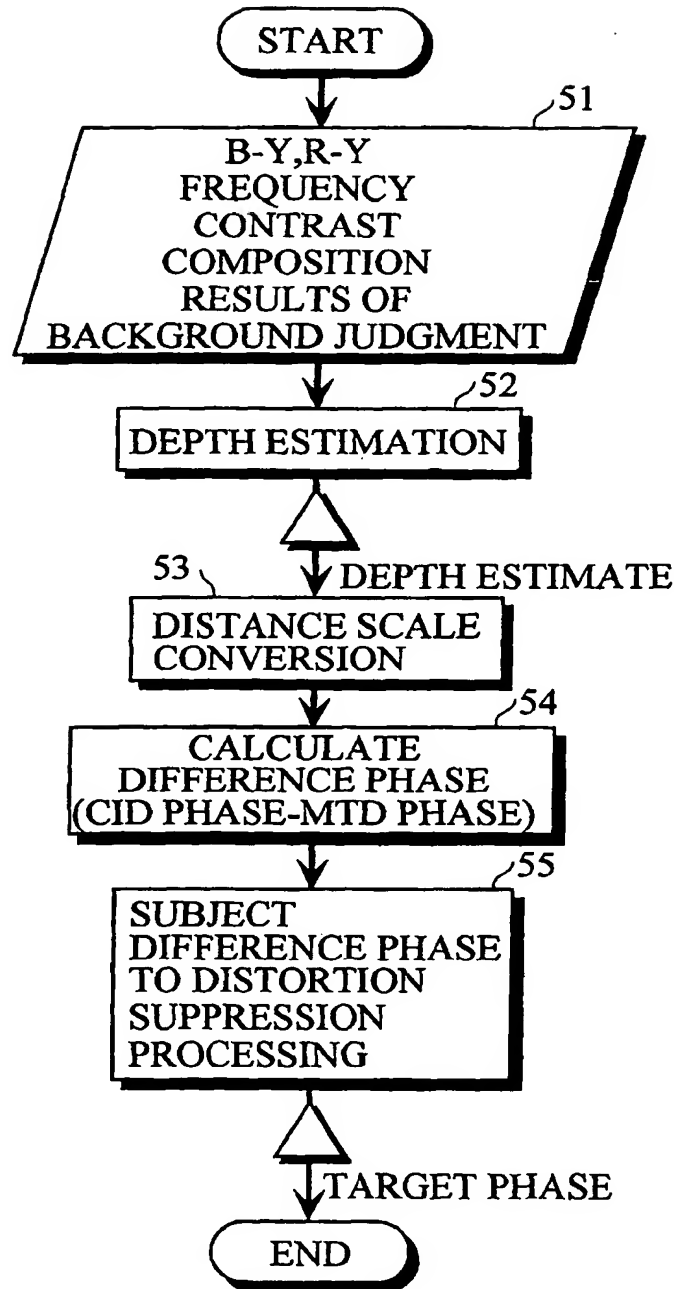 START
51
B-Y,R-Y
FREQUENCY
CONTRAST
COMPOSITION
RESULTS OF
BACKGROUND JUDGMENT
52
DEPTH ESTIMATION
DEPTH ESTIMATE
53
DISTANCE SCALE
CONVERSION
54
CALCULATE
DIFFERENCE PHASE
(CID PHASE-MTD PHASE)
55
SUBJECT
DIFFERENCE PHASE
TO DISTORTION
SUPPRESSION
PROCESSING
TARGET PHASE
END